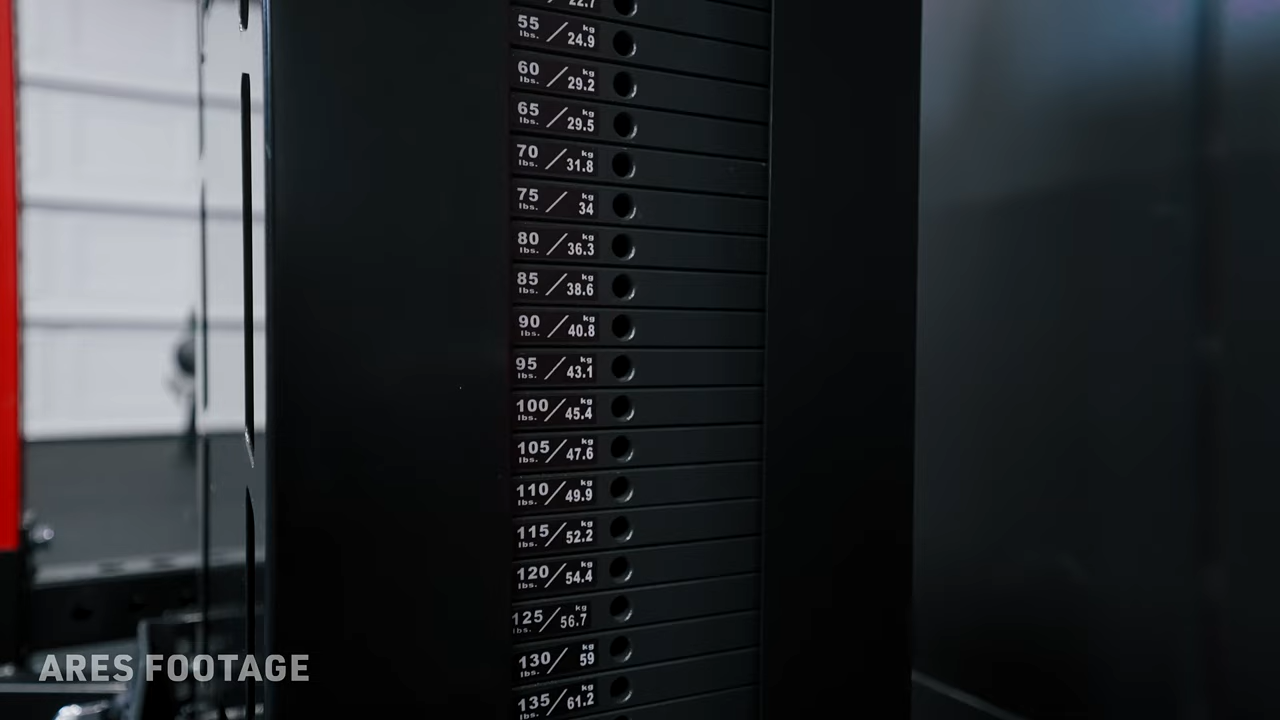 22.7
55 lbs. / 24.9 kg
60 lbs. / 29.2 kg
65 lbs. / 29.5 kg
70 lbs. / 31.8 kg
75 lbs. / 34 kg
80 lbs. / 36.3 kg
85 lbs. / 38.6 kg
90 lbs. / 40.8 kg
95 lbs. / 43.1 kg
100 lbs. / 45.4 kg
105 lbs. / 47.6 kg
110 lbs. / 49.9 kg
115 lbs. / 52.2 kg
120 lbs. / 54.4 kg
125 lbs. / 56.7 kg
130 lbs. / 59 kg
135 lbs. / 61.2 kg
ARES FOOTAGE